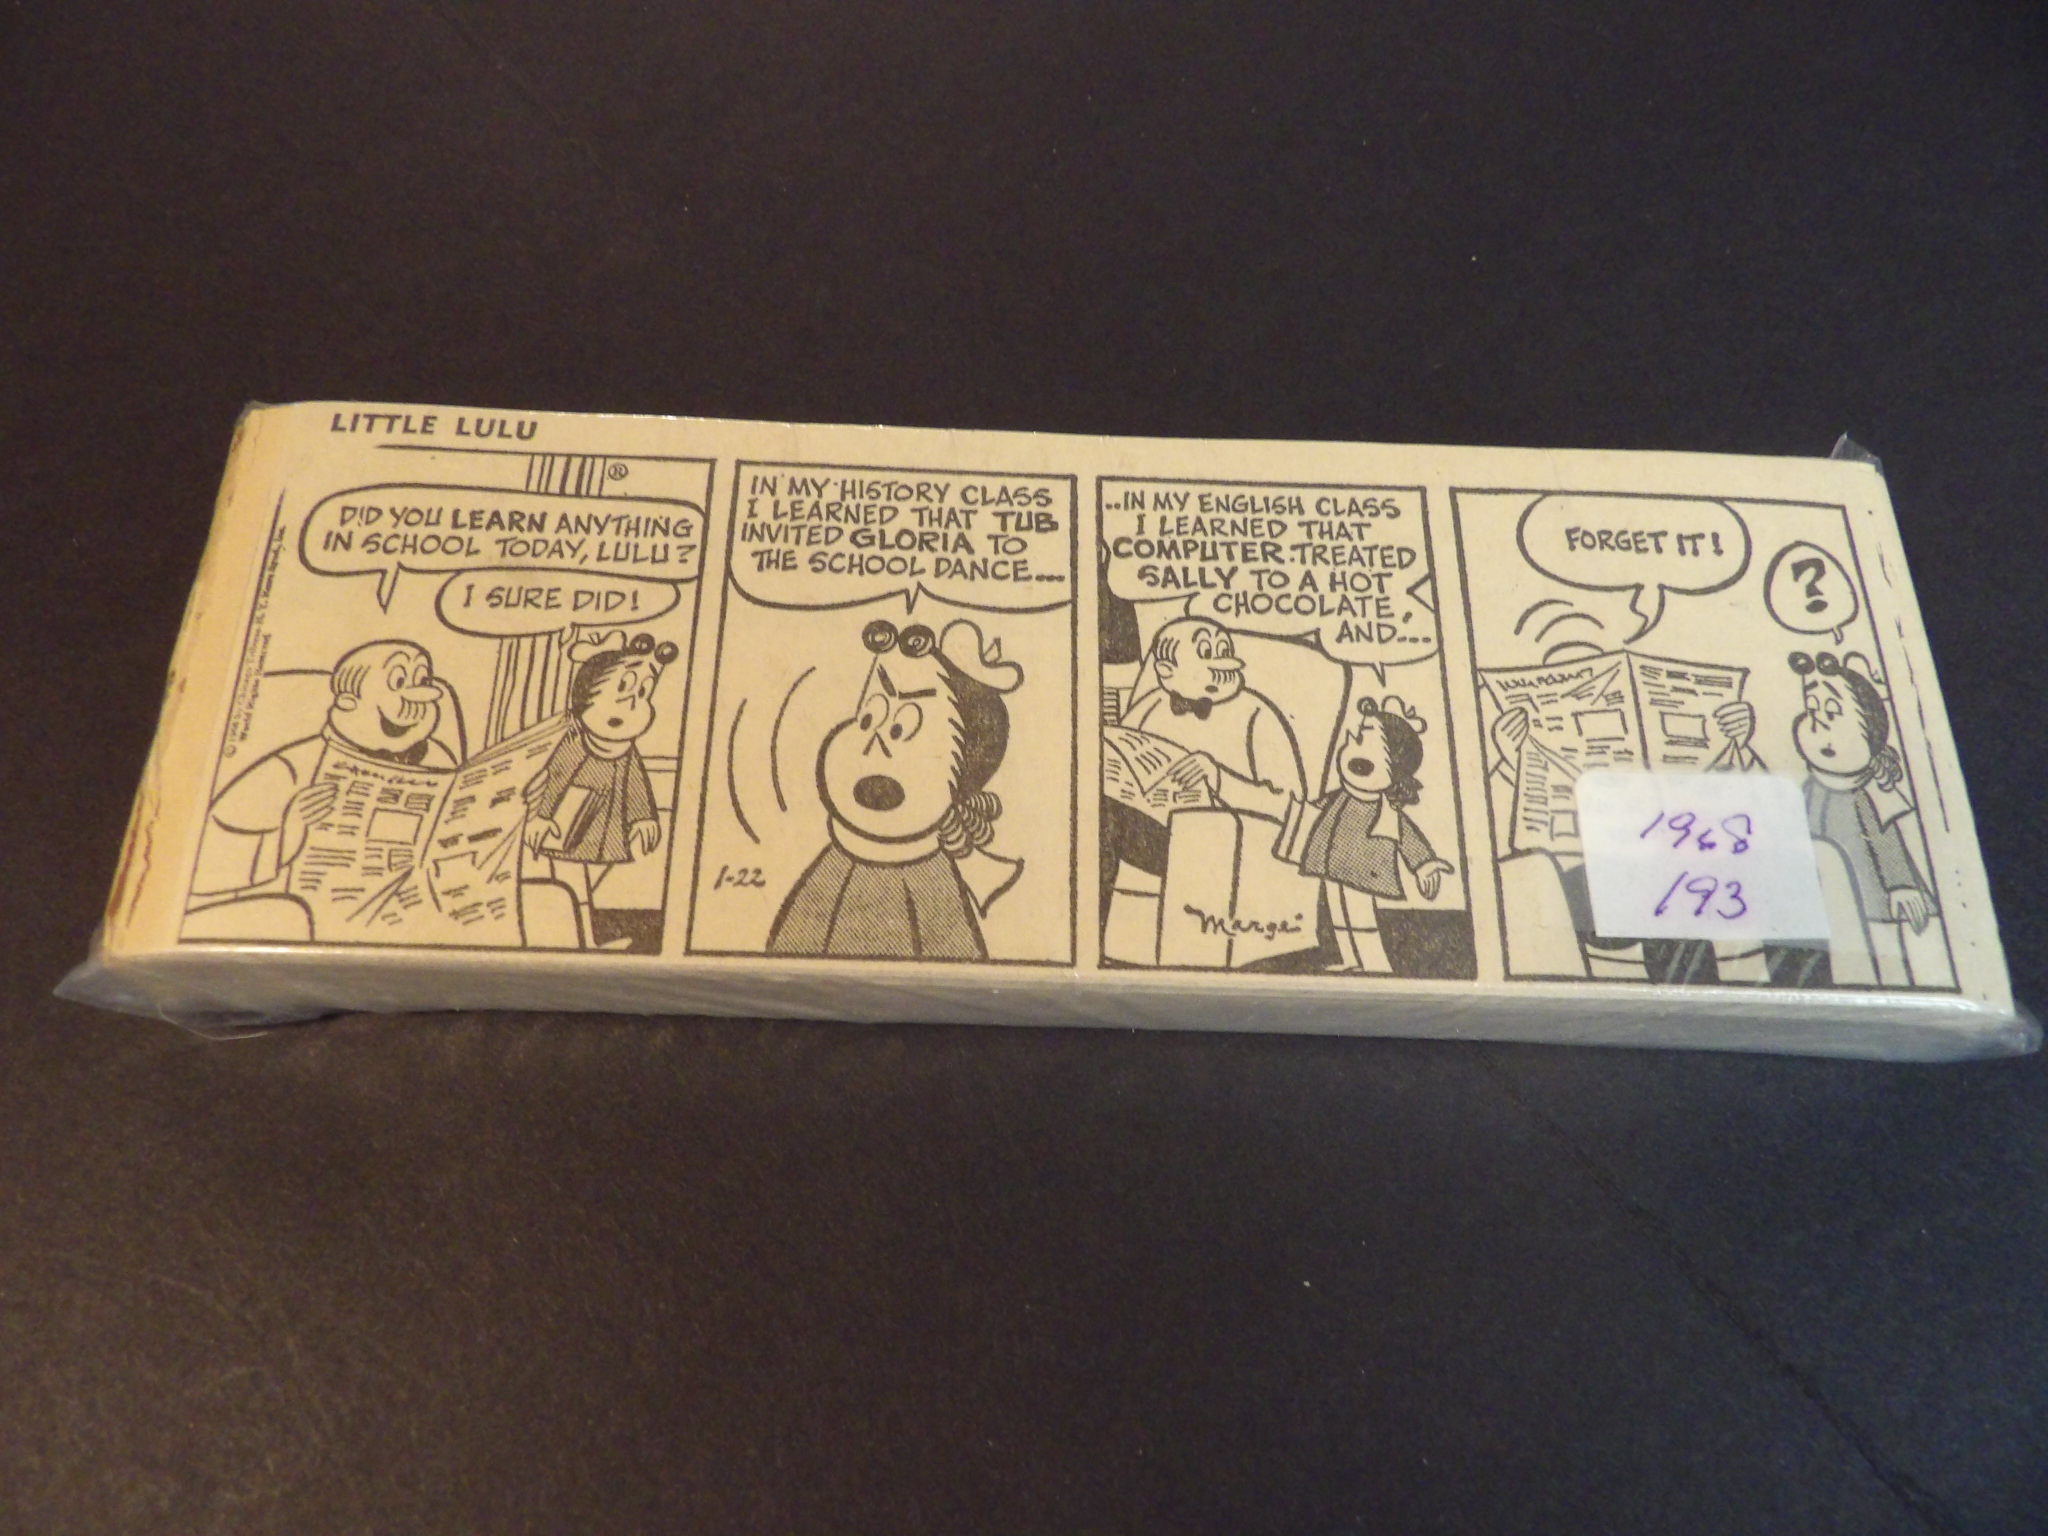 LITTLE LULU
®
DID YOU LEARN ANYTHING
IN SCHOOL TODAY, LULU?
I SURE DID!
IN MY HISTORY CLASS
I LEARNED THAT TUB
INVITED GLORIA TO
THE SCHOOL DANCE...
1-22
..IN MY ENGLISH CLASS
I LEARNED THAT
COMPUTER TREATED
SALLY TO A HOT
CHOCOLATE,
AND...
Marge
FORGET IT!
?
1968
193